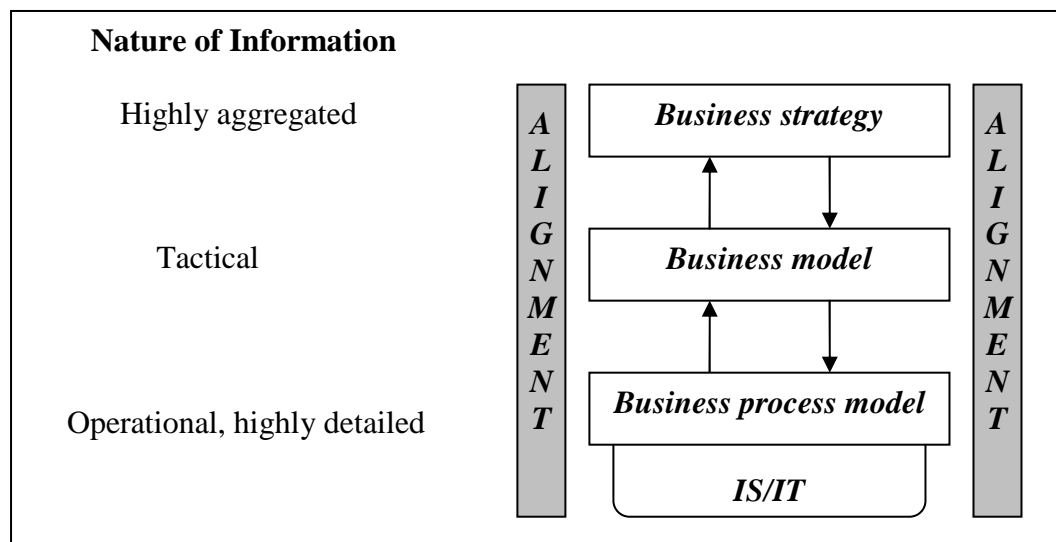 Nature of Information
Highly aggregated
Business strategy
Tactical
Business model
Operational, highly detailed
Business process model
IS/IT
A
L
I
G
N
M
E
N
T
A
L
I
G
N
M
E
N
T